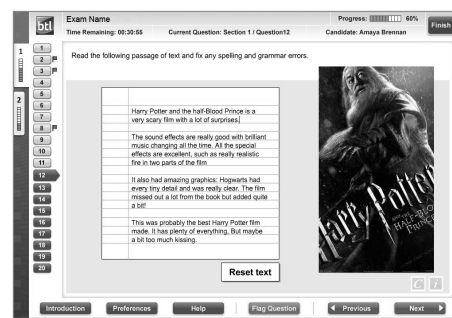 btl
Exam Name
Progress: 60%
Finish
Time Remaining: 00:30:55
Current Question: Section 1 / Question12
Candidate: Amaya Brennan
1
2
1
2
3
4
5
6
7
8
9
10
11
12
13
14
15
16
17
18
19
20
Read the following passage of text and fix any spelling and grammar errors.
Harry Potter and the half-Blood Prince is a
very scary film with a lot of surprises.
The sound effects are really good with brilliant
music changing all the time. All the special
effects are excellent, such as really realistic
fire in two parts of the film
It also had amazing graphics: Hogwarts had
every tiny detail and was really clear. The film
missed out a lot from the book but added quite
a bit!
This was probably the best Harry Potter film
made. It has plenty of everything, But maybe
a bit too much kissing.
Harry Potter
HALF-BLOOD
PRINCE
Reset text
C i
Introduction
Preferences
Help
Flag Question
Previous
Next